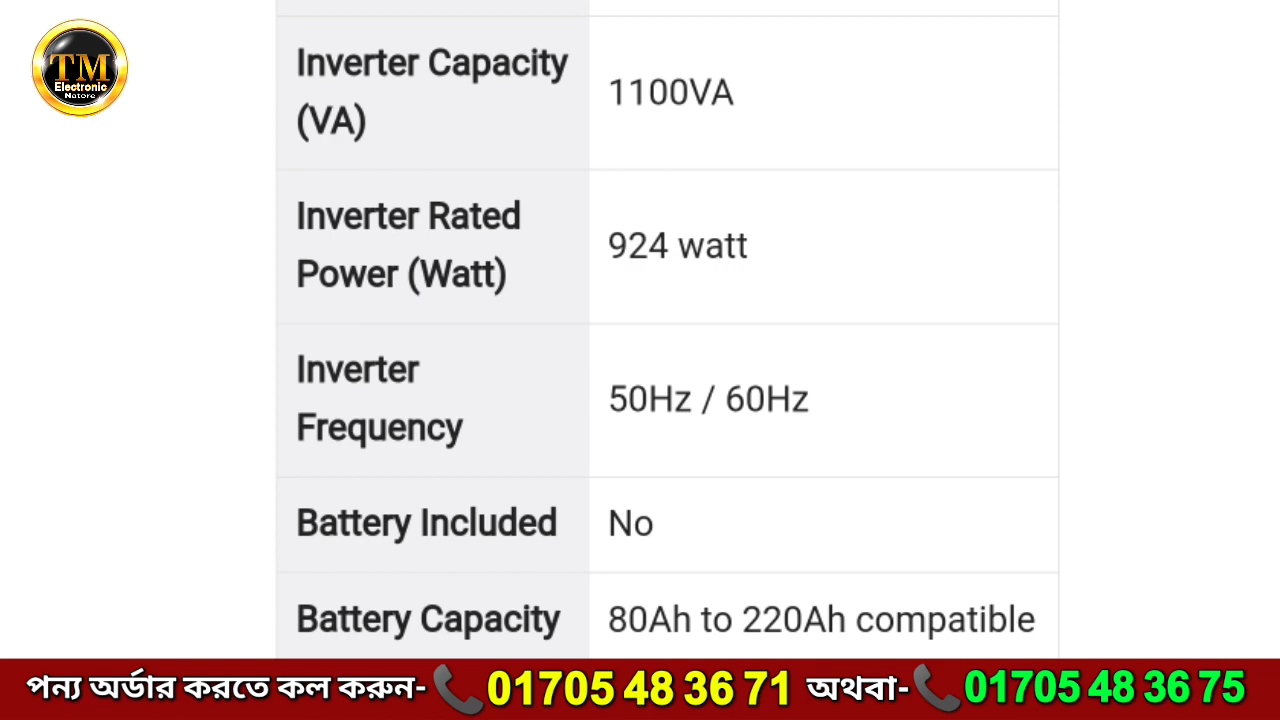 TM
Electronic
Natore
Inverter Capacity
(VA)
1100VA
Inverter Rated
Power (Watt)
924 watt
Inverter
Frequency
50Hz / 60Hz
Battery Included
No
Battery Capacity
80Ah to 220Ah compatible
পন্য অর্ডার করতে কল করুন- 01705 48 36 71 অথবা- 01705 48 36 75